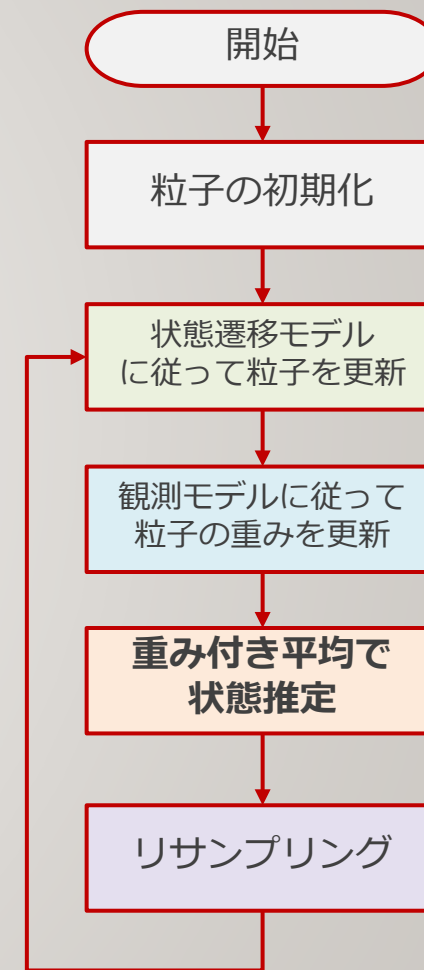 開始
粒子の初期化
状態遷移モデル
に従って粒子を更新
観測モデルに従って
粒子の重みを更新
重み付き平均で
状態推定
リサンプリング